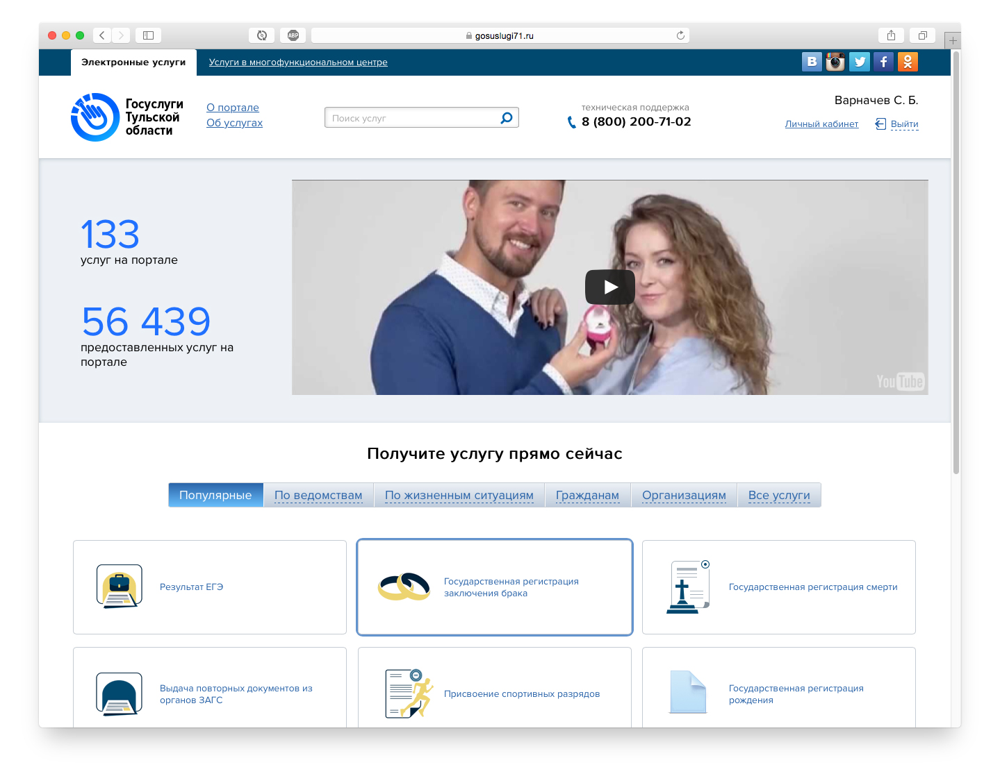 ABP
gosuslugi71.ru
Электронные услуги
Услуги в многофункциональном центре
Госуслуги
Тульской
области
О портале
Об услугах
Поиск услуг
техническая поддержка
8 (800) 200-71-02
Варначев С. Б.
Личный кабинет
Выйти
133
услуг на портале
56 439
предоставленных услуг на
портале
YouTube
Получите услугу прямо сейчас
Популярные
По ведомствам
По жизненным ситуациям
Гражданам
Организациям
Все услуги
Результат ЕГЭ
Государственная регистрация
заключения брака
Государственная регистрация смерти
Выдача повторных документов из
органов ЗАГС
Присвоение спортивных разрядов
Государственная регистрация
рождения